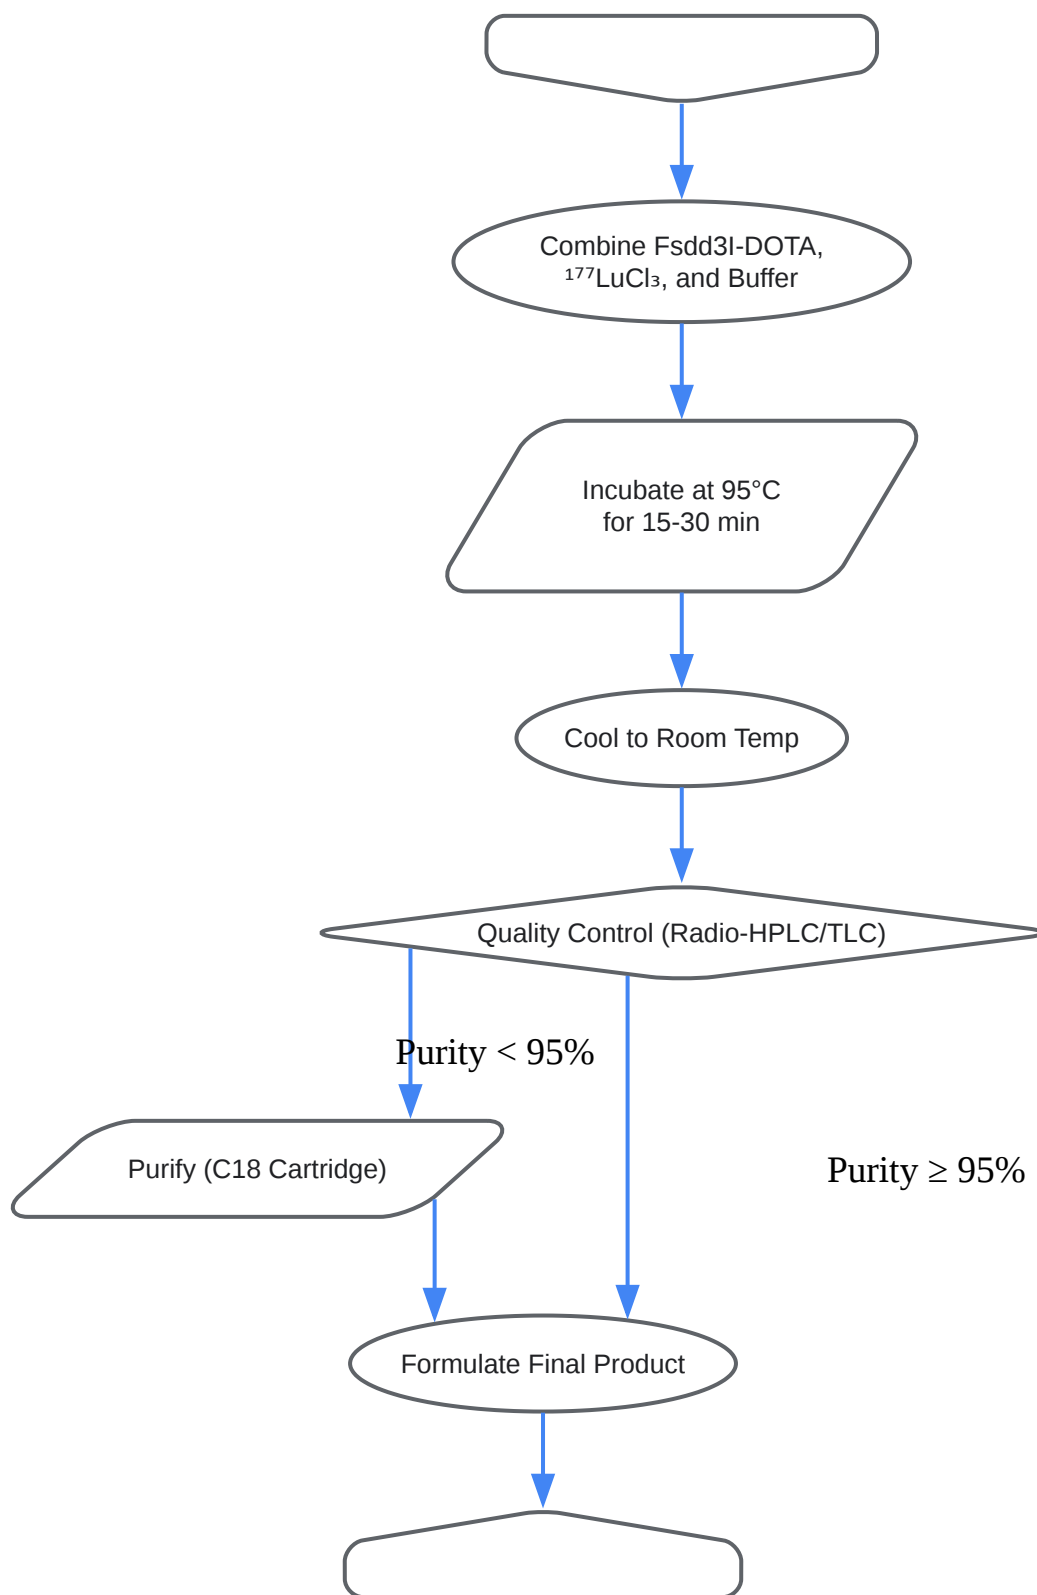 Combine Fsdd3I-DOTA,
¹⁷⁷LuCl₃, and Buffer
Incubate at 95°C
for 15-30 min
Cool to Room Temp
Quality Control (Radio-HPLC/TLC)
Purity < 95%
Purify (C18 Cartridge)
Purity ≥ 95%
Formulate Final Product